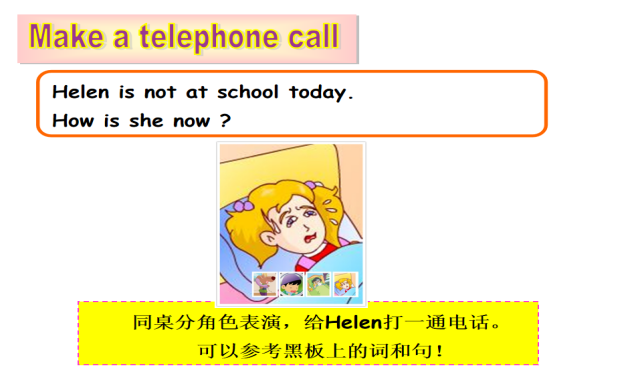 Make a telephone call
Helen is not at school today.
How is she now ?
同桌分角色表演，给Helen打一通电话。
可以参考黑板上的词和句！